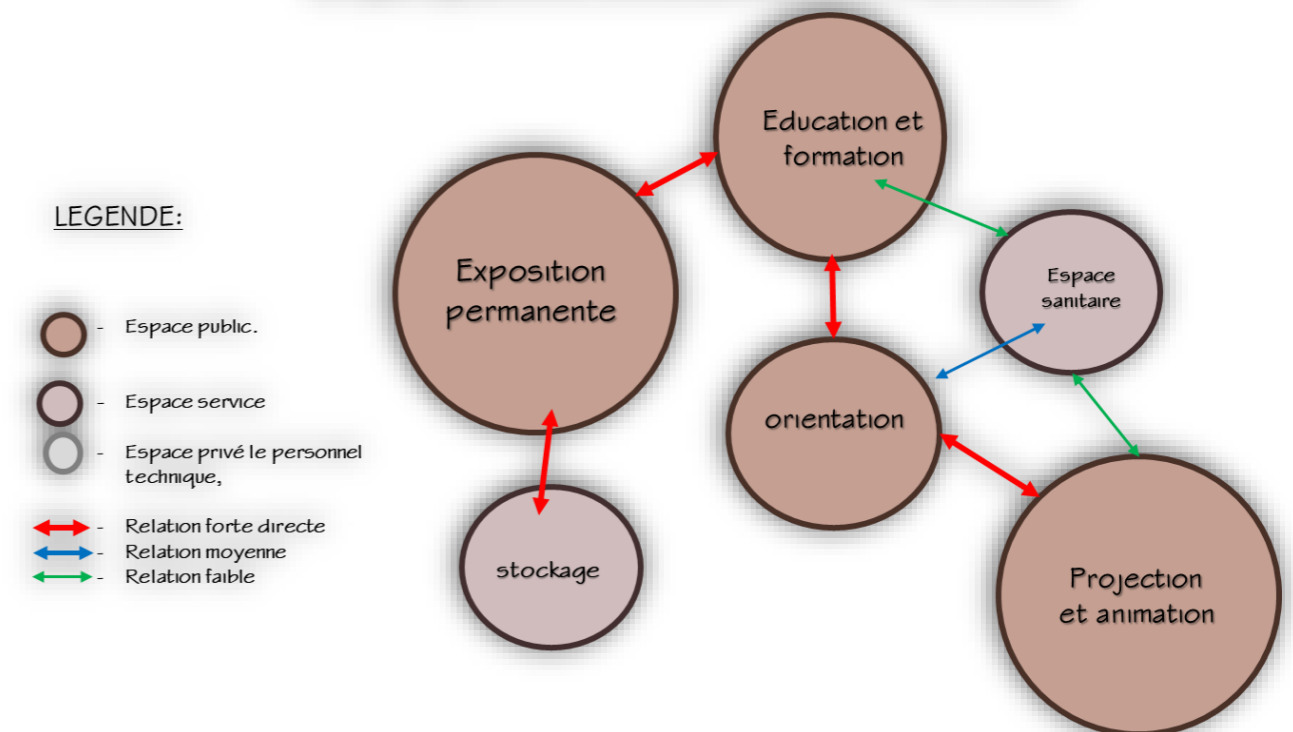 LEGENDE:
- Espace public.
- Espace service
- Espace privé le personnel
technique,
- Relation forte directe
- Relation moyenne
- Relation faible
Education et
formation
Exposition
permanente
Espace
sanitaire
orientation
stockage
Projection
et animation